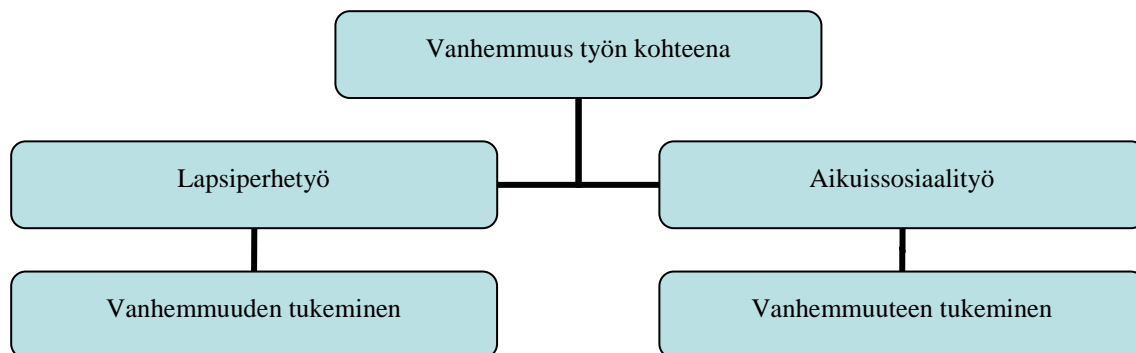 Vanhemmuus työn kohteena
Lapsiperhetyö
Aikuissosiaalityö
Vanhemmuuden tukeminen
Vanhemmuuteen tukeminen